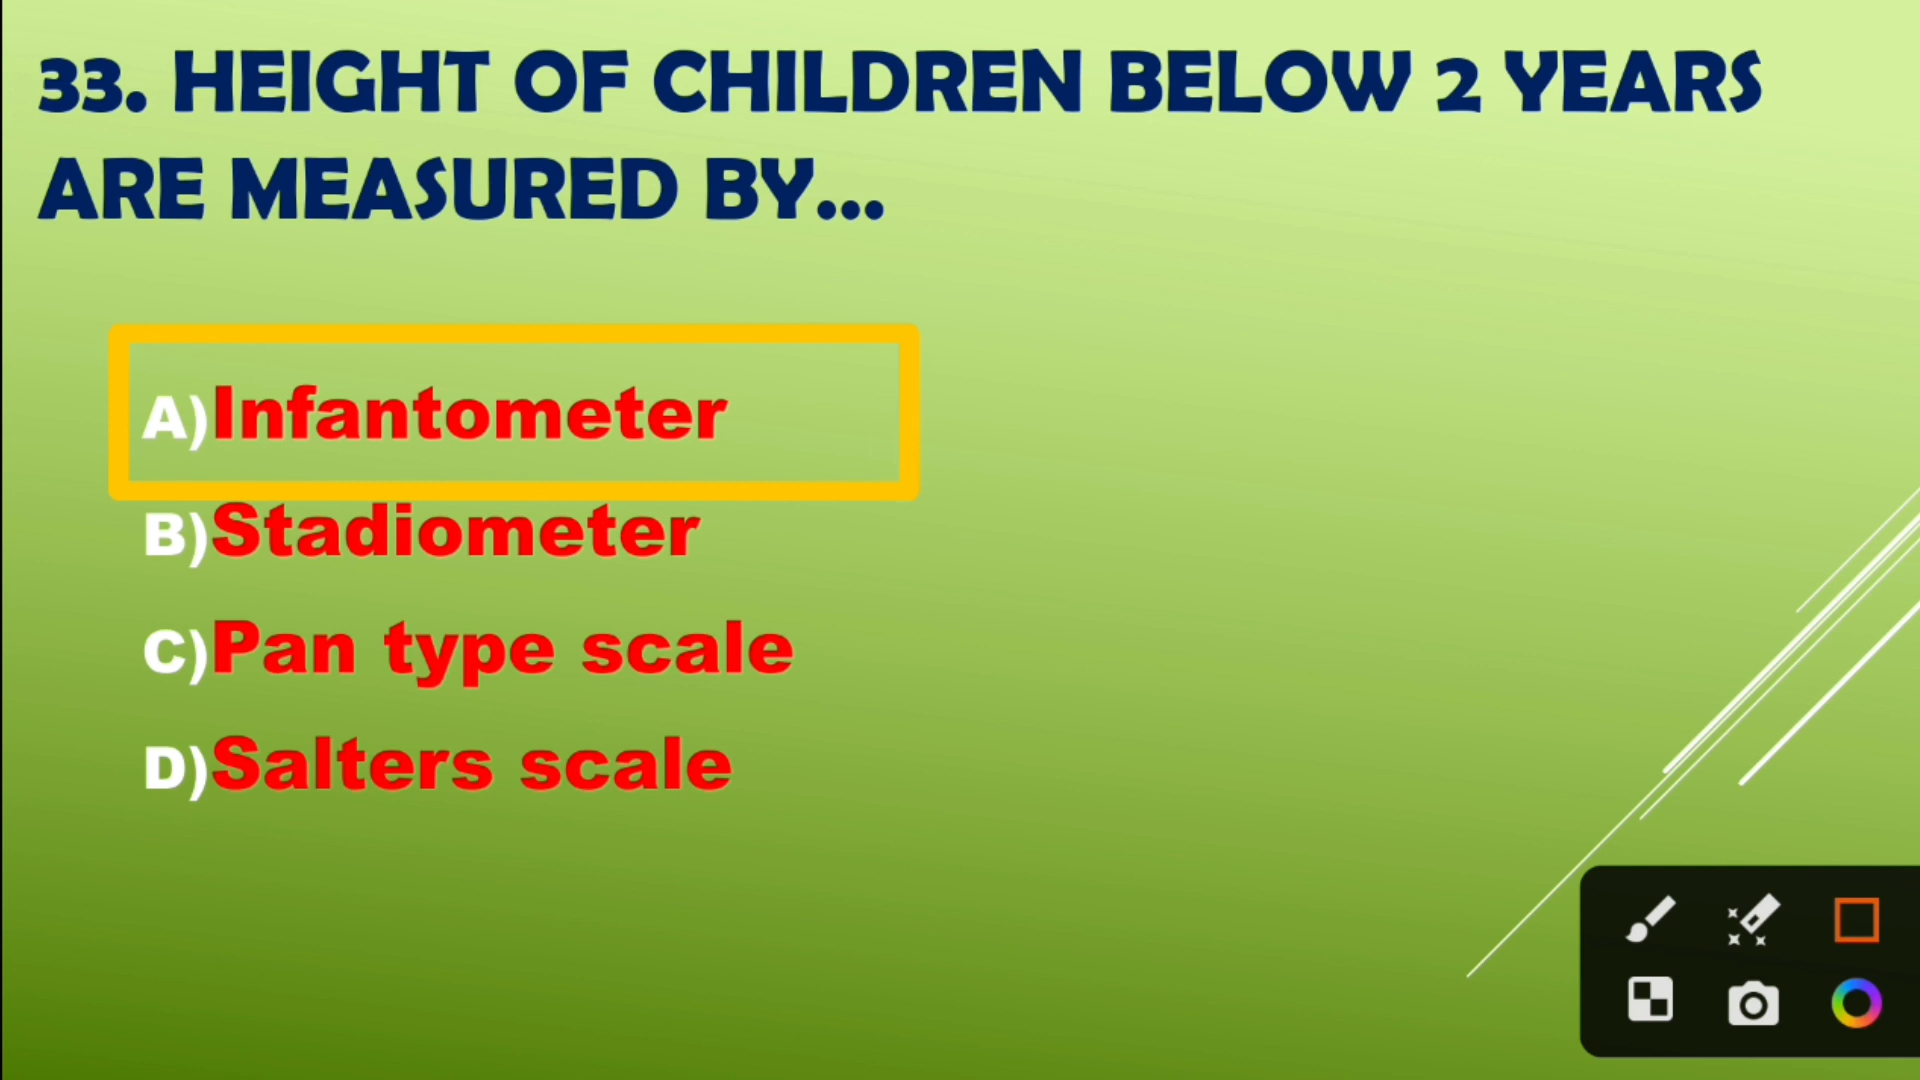 33. HEIGHT OF CHILDREN BELOW 2 YEARS
ARE MEASURED BY...
A)Infantometer
B)Stadiometer
C)Pan type scale
D)Salters scale